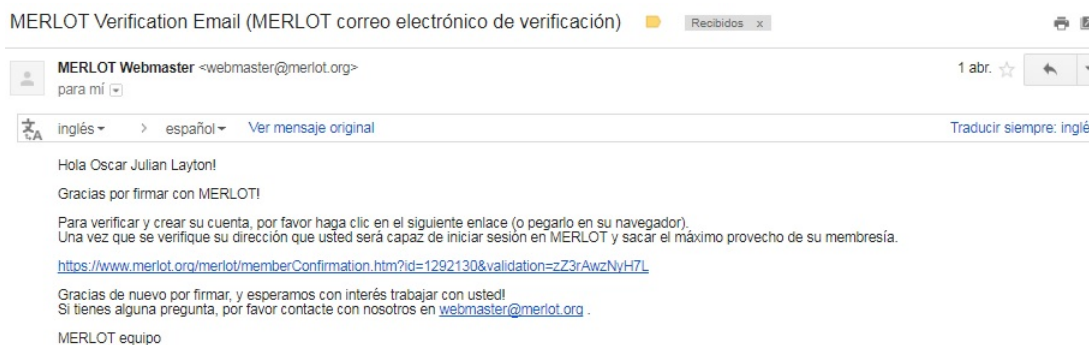 MERLOT Verification Email (MERLOT correo electrónico de verificación) Recibidos x
MERLOT Webmaster <webmaster@merlot.org> 1 abr.
para mí
inglés > español Ver mensaje original Traducir siempre: inglé
Hola Oscar Julian Layton!
Gracias por firmar con MERLOT!
Para verificar y crear su cuenta, por favor haga clic en el siguiente enlace (o pegarlo en su navegador).
Una vez que se verifique su dirección que usted será capaz de iniciar sesión en MERLOT y sacar el máximo provecho de su membresía.
https://www.merlot.org/merlot/memberConfirmation.htm?id=1292130&validation=zZ3rAwzNyH7L
Gracias de nuevo por firmar, y esperamos con interés trabajar con usted!
Si tienes alguna pregunta, por favor contacte con nosotros en webmaster@merlot.org .
MERLOT equipo